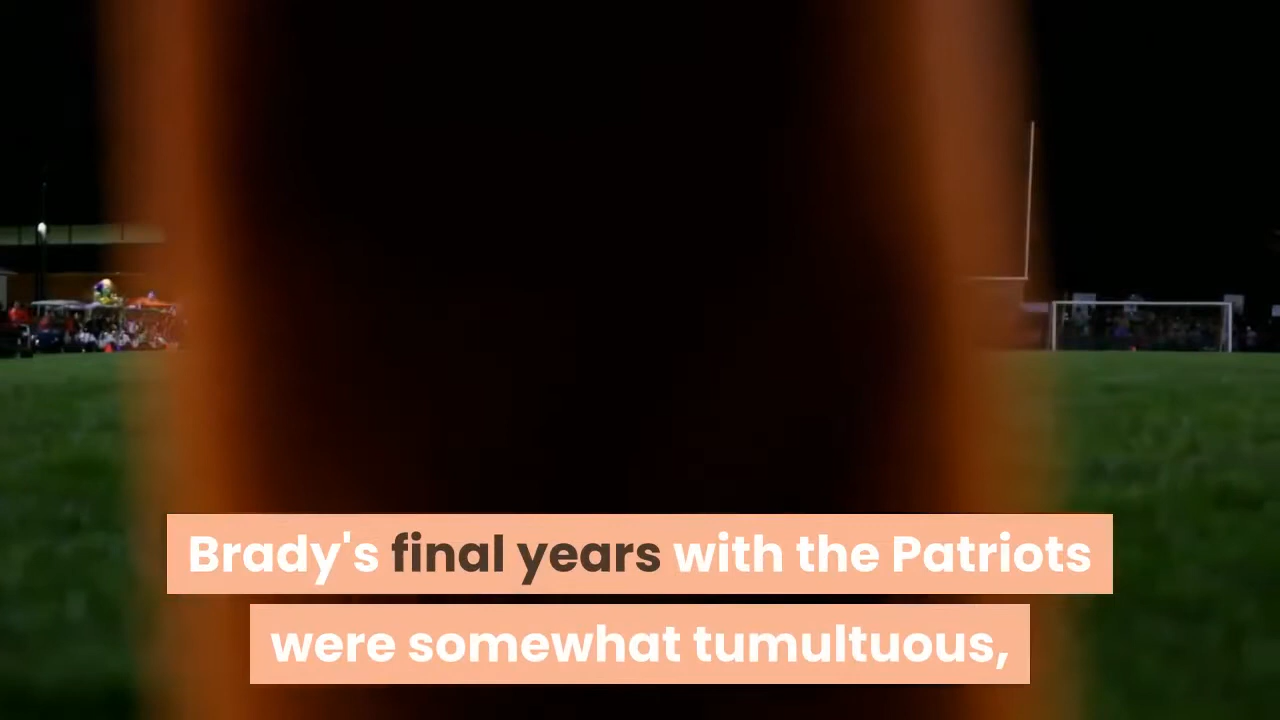 Brady's final years with the Patriots
were somewhat tumultuous,